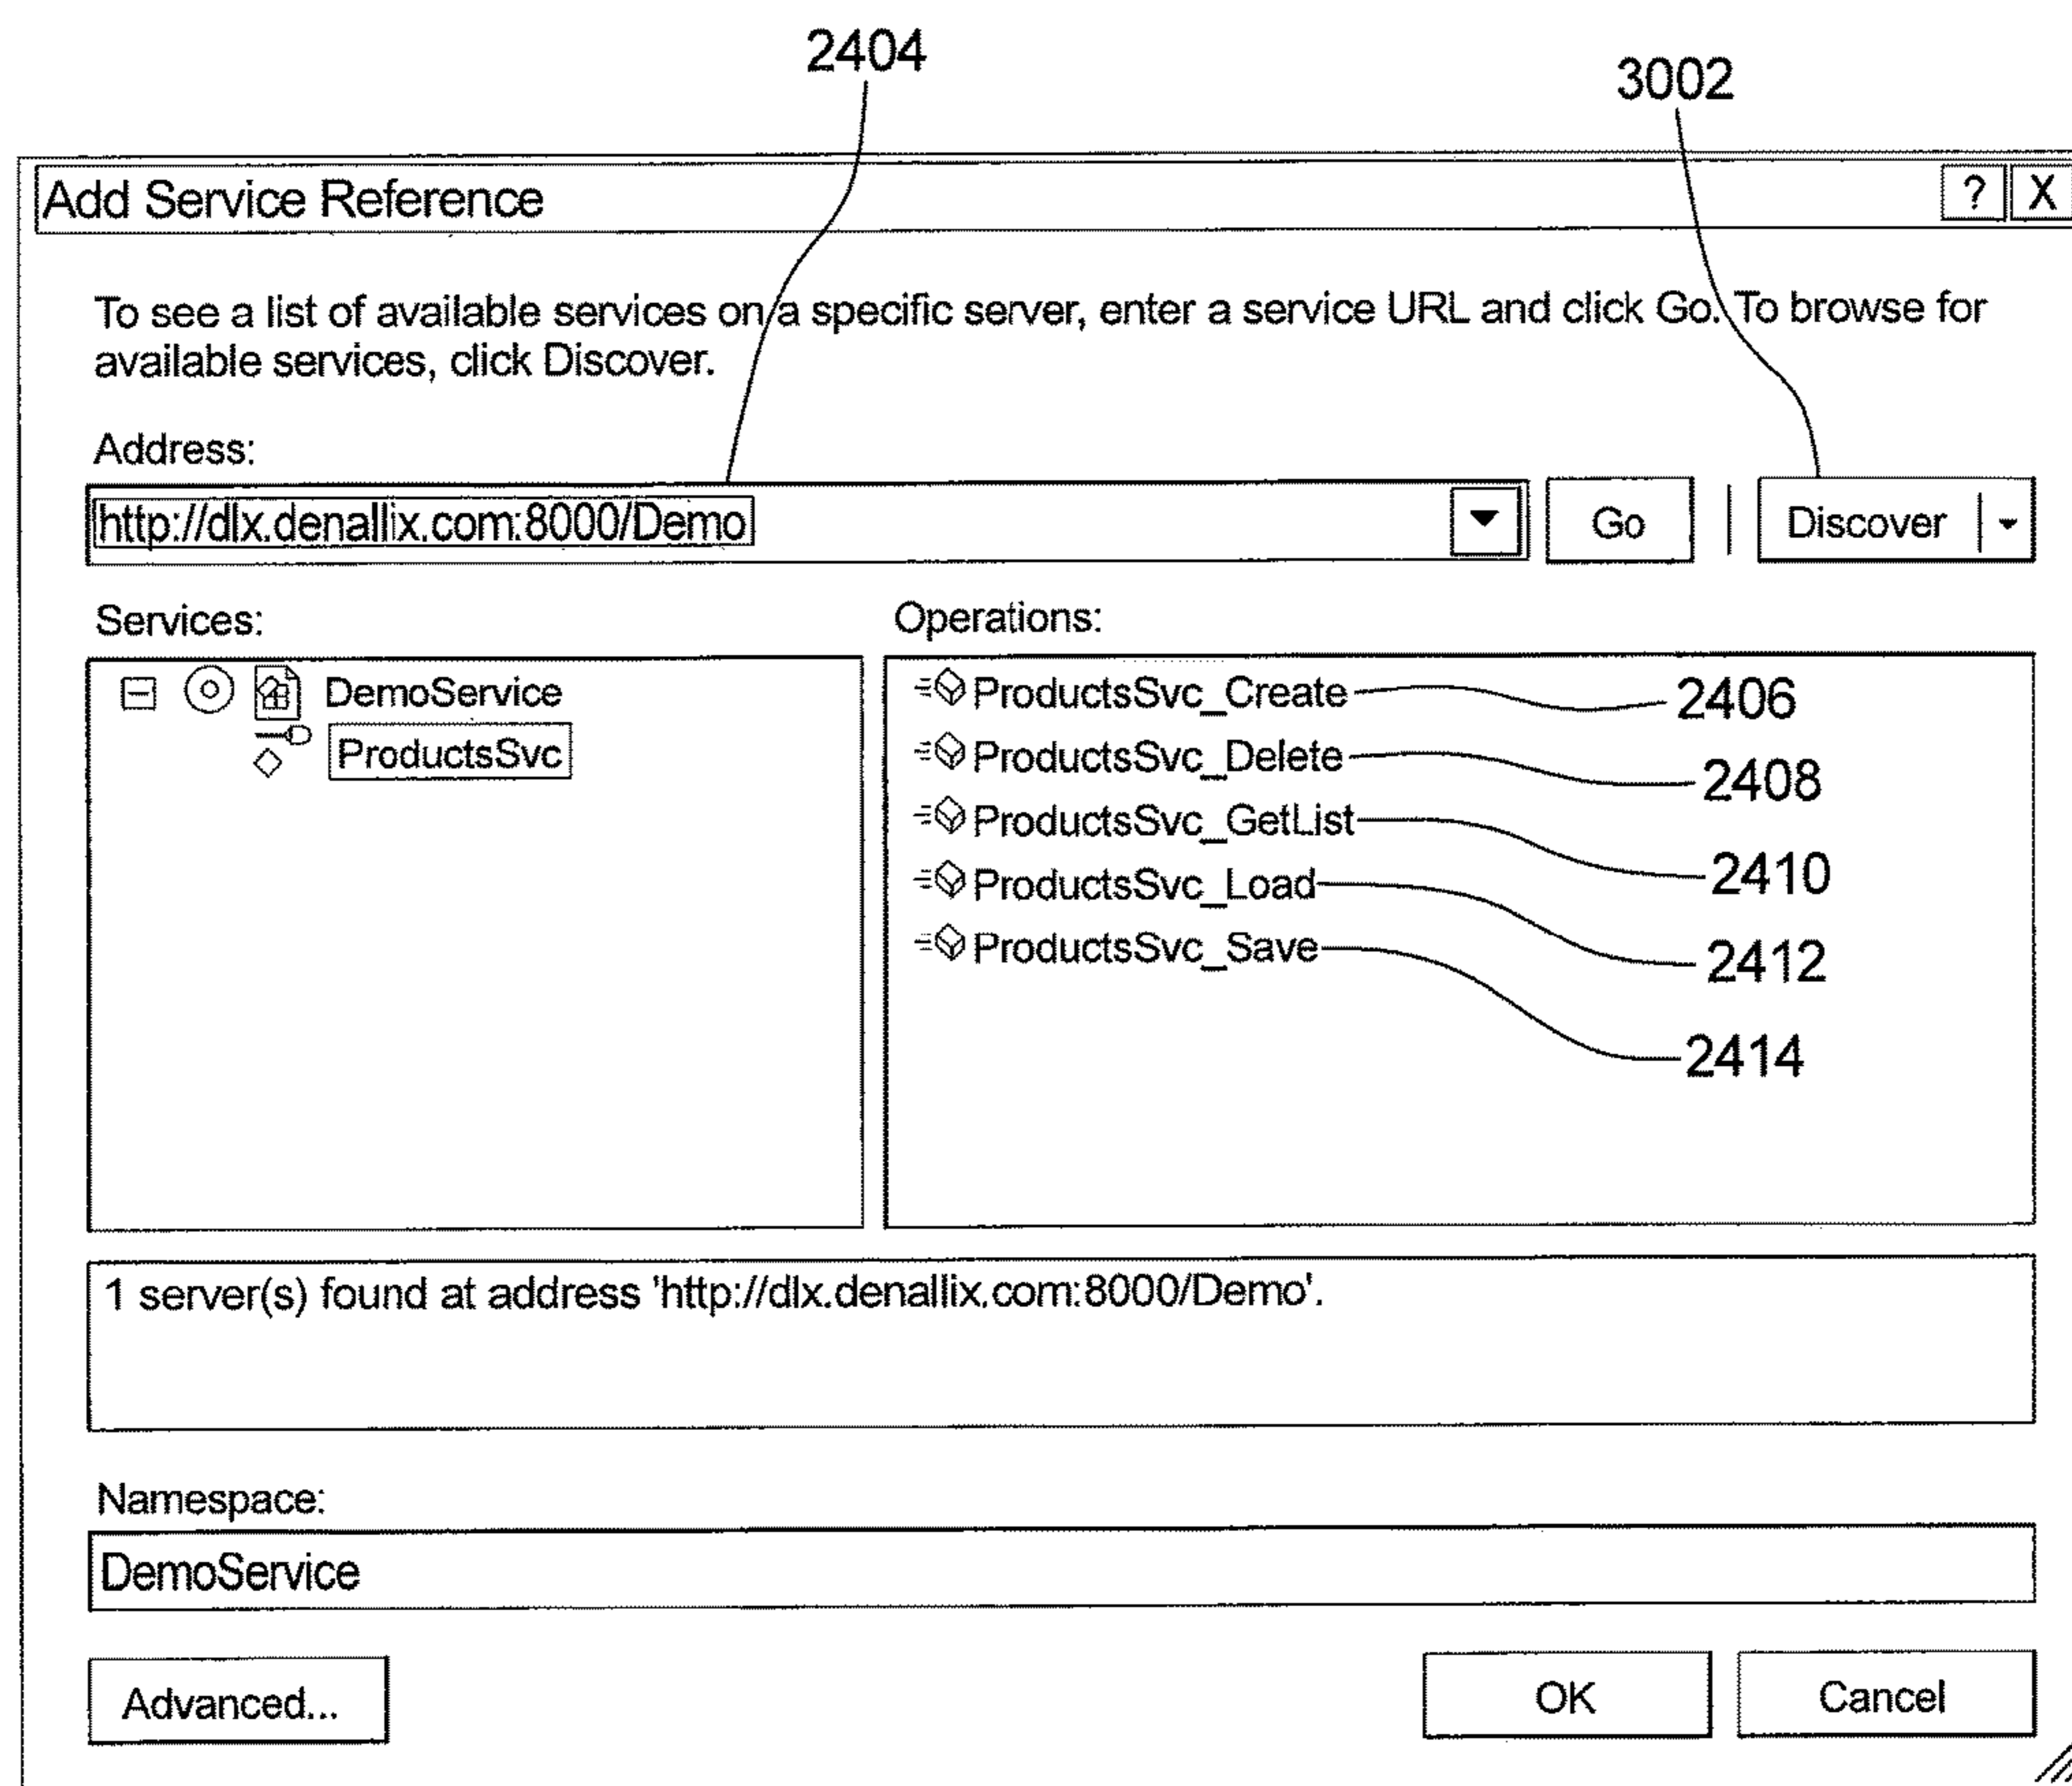 2404
3002
Add Service Reference ? X
To see a list of available services on a specific server, enter a service URL and click Go. To browse for
available services, click Discover.
Address:
http://dlx.denallix.com:8000/Demo Go Discover
Services:
Operations:
DemoService
ProductsSvc
ProductsSvc_Create 2406
ProductsSvc_Delete 2408
ProductsSvc_GetList 2410
ProductsSvc_Load 2412
ProductsSvc_Save 2414
1 server(s) found at address 'http://dlx.denallix.com:8000/Demo'.
Namespace:
DemoService
Advanced... OK Cancel